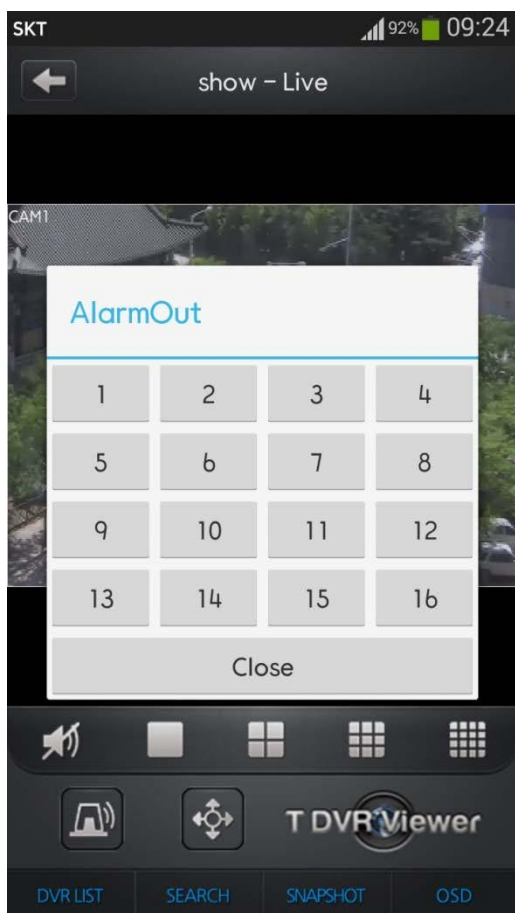 SKT 92% 09:24
show – Live
CAM1
AlarmOut
1 2 3 4
5 6 7 8
9 10 11 12
13 14 15 16
Close
T DVR Viewer
DVR LIST SEARCH SNAPSHOT OSD